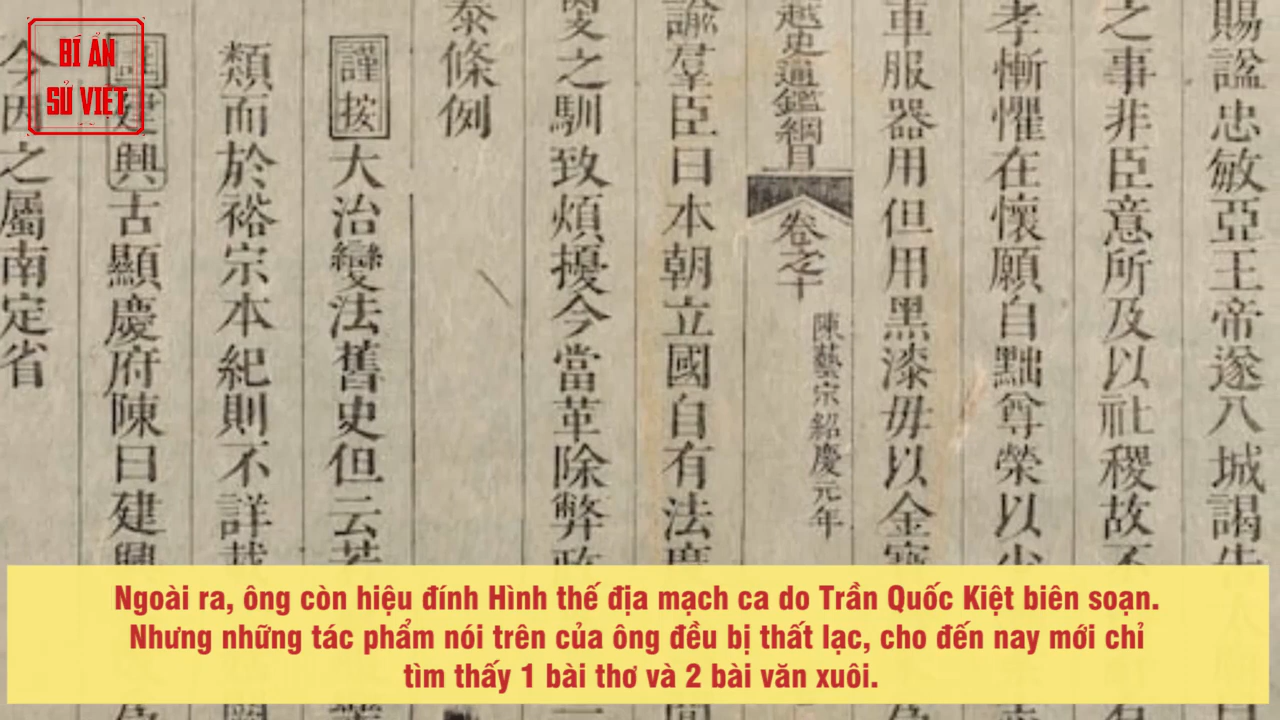 BÍ ẨN
SỬ VIỆT
賜諡忠敏亞王帝遂入城謁
之事非臣意所及以社稷故不
孝慚懼在懷願自黜尊榮以
車服器用但用黑漆毋以金
越史通鑑綱目
卷之十
陳藝宗紹慶元年
諭羣臣曰本朝立國自有法
之馴致煩擾今當革除弊政
泰條例
謹按大治變法舊史但云若
類而於裕宗本紀則不詳載
建興古顯慶府陳曰建興
今因之屬南定省
Ngoài ra, ông còn hiệu đính Hình thế địa mạch ca do Trần Quốc Kiệt biên soạn.
Nhưng những tác phẩm nói trên của ông đều bị thất lạc, cho đến nay mới chỉ
tìm thấy 1 bài thơ và 2 bài văn xuôi.